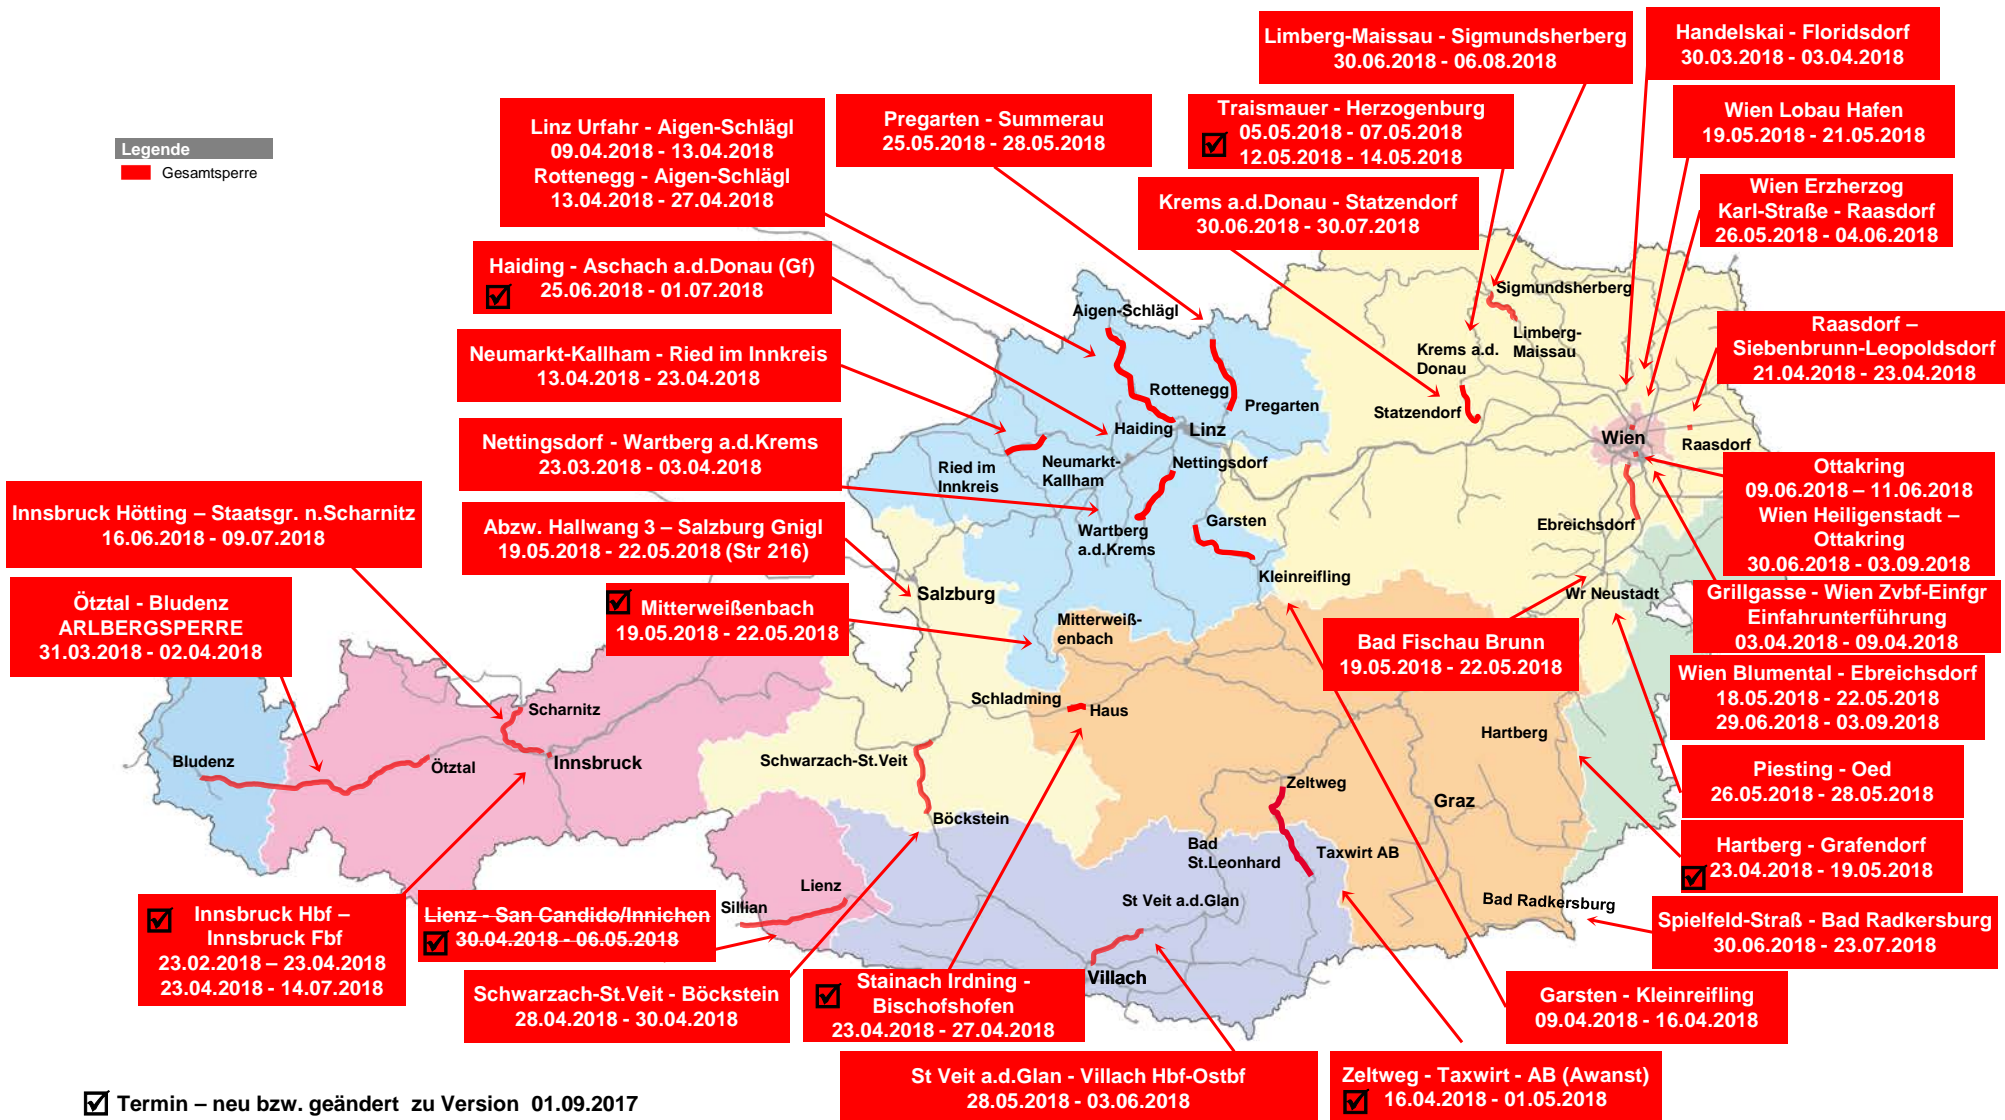 Limberg-Maissau - Sigmundsherberg
30.06.2018 - 06.08.2018
Handelskai - Floridsdorf
30.03.2018 - 03.04.2018
Linz Urfahr - Aigen-Schlägl
09.04.2018 - 13.04.2018
Rottenegg - Aigen-Schlägl
13.04.2018 - 27.04.2018
Pregarten - Summerau
25.05.2018 - 28.05.2018
Traismauer - Herzogenburg
05.05.2018 - 07.05.2018
12.05.2018 - 14.05.2018
Wien Lobau Hafen
19.05.2018 - 21.05.2018
Legende
Gesamtsperre
Krems a.d.Donau - Statzendorf
30.06.2018 - 30.07.2018
Wien Erzherzog
Karl-Straße - Raasdorf
26.05.2018 - 04.06.2018
Haiding - Aschach a.d.Donau (Gf)
25.06.2018 - 01.07.2018
Neumarkt-Kallham - Ried im Innkreis
13.04.2018 - 23.04.2018
Raasdorf –
Siebenbrunn-Leopoldsdorf
21.04.2018 - 23.04.2018
Nettingsdorf - Wartberg a.d.Krems
23.03.2018 - 03.04.2018
Innsbruck Hötting – Staatsgr. n.Scharnitz
16.06.2018 - 09.07.2018
Abzw. Hallwang 3 – Salzburg Gnigl
19.05.2018 - 22.05.2018 (Str 216)
Ottakring
09.06.2018 – 11.06.2018
Wien Heiligenstadt –
Ottakring
30.06.2018 - 03.09.2018
Ötztal - Bludenz
ARLBERGSPERRE
31.03.2018 - 02.04.2018
Mitterweißenbach
19.05.2018 - 22.05.2018
Grillgasse - Wien Zvbf-Einfgr
Einfahrunterführung
03.04.2018 - 09.04.2018
Bad Fischau Brunn
19.05.2018 - 22.05.2018
Wien Blumental - Ebreichsdorf
18.05.2018 - 22.05.2018
29.06.2018 - 03.09.2018
Piesting - Oed
26.05.2018 - 28.05.2018
Hartberg - Grafendorf
23.04.2018 - 19.05.2018
Spielfeld-Straß - Bad Radkersburg
30.06.2018 - 23.07.2018
Innsbruck Hbf –
Innsbruck Fbf
23.02.2018 – 23.04.2018
23.04.2018 - 14.07.2018
Lienz - San Candido/Innichen
30.04.2018 - 06.05.2018
Schwarzach-St.Veit - Böckstein
28.04.2018 - 30.04.2018
Stainach Irdning -
Bischofshofen
23.04.2018 - 27.04.2018
Garsten - Kleinreifling
09.04.2018 - 16.04.2018
St Veit a.d.Glan - Villach Hbf-Ostbf
28.05.2018 - 03.06.2018
Zeltweg - Taxwirt - AB (Awanst)
16.04.2018 - 01.05.2018
Sigmundsherberg
Aigen-Schlägl
Limberg-
Maissau
Krems a.d.
Donau
Rottenegg
Pregarten
Statzendorf
Haiding
Linz
Wien
Raasdorf
Ried im
Innkreis
Neumarkt-
Kallham
Nettingsdorf
Wartberg
a.d.Krems
Garsten
Ebreichsdorf
Kleinreifling
Salzburg
Wr Neustadt
Mitterweiß-
enbach
Schladming
Haus
Scharnitz
Hartberg
Bludenz
Ötztal
Innsbruck
Schwarzach-St.Veit
Zeltweg
Graz
Böckstein
Bad
St.Leonhard
Taxwirt AB
Lienz
Sillian
St Veit a.d.Glan
Bad Radkersburg
Villach
Termin – neu bzw. geändert zu Version 01.09.2017